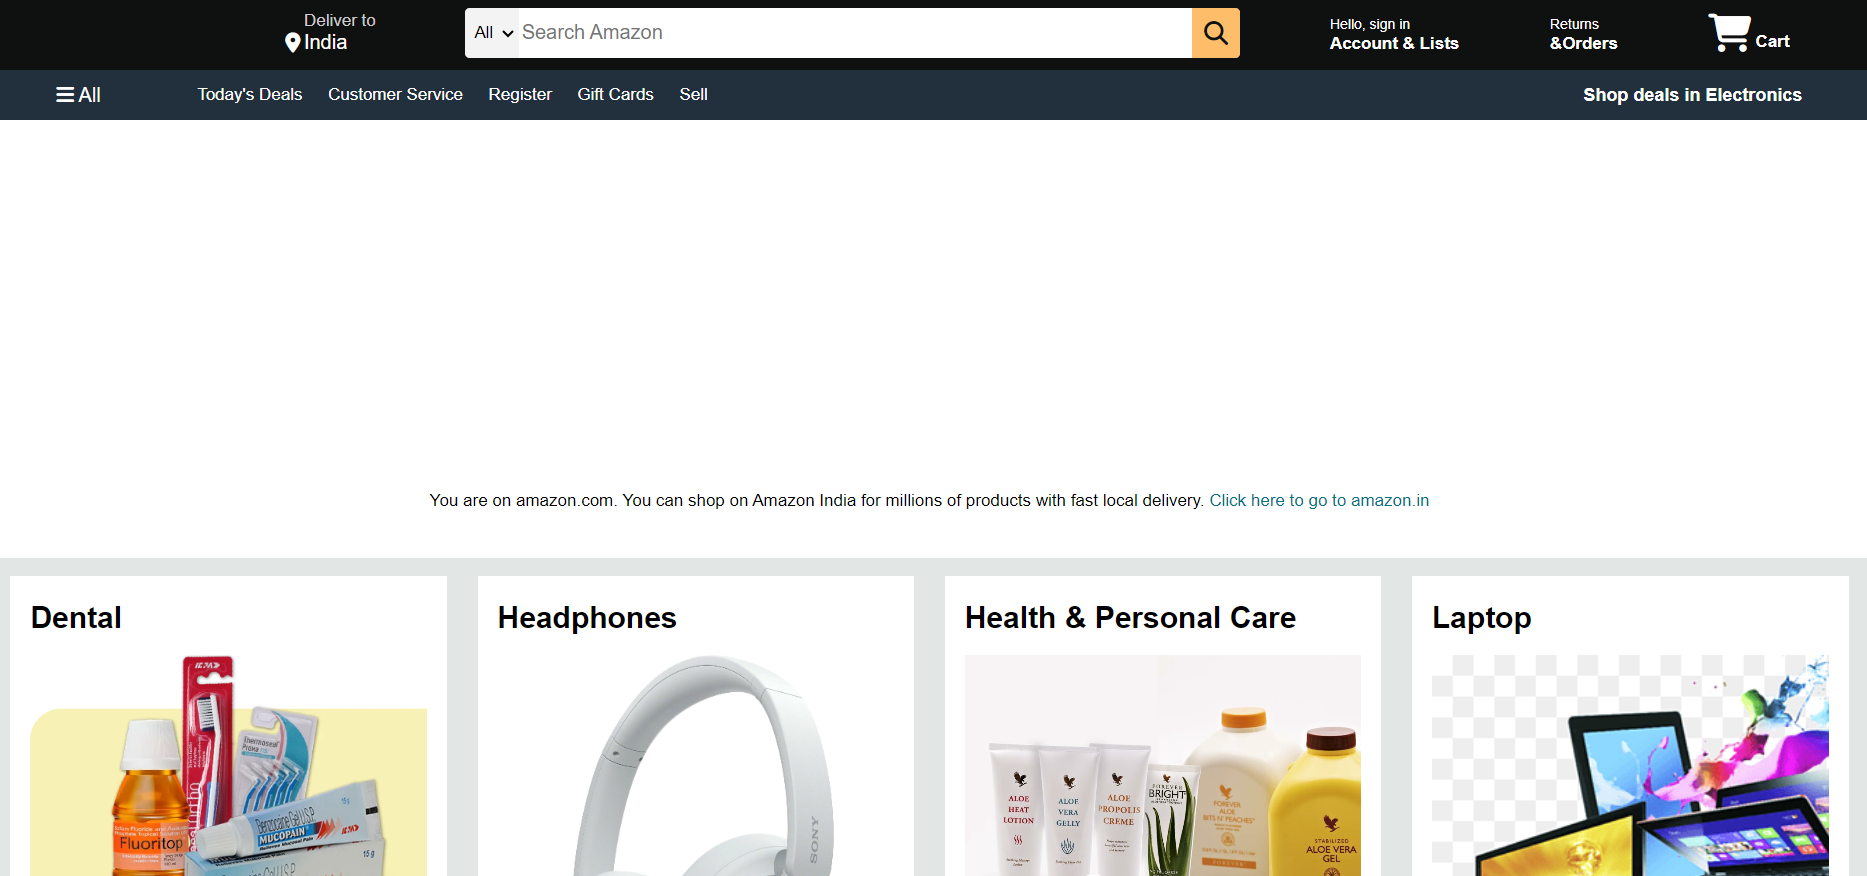 Deliver to
India
All
Search Amazon
Hello, sign in
Account & Lists
Returns
&Orders
Cart
All
Today's Deals
Customer Service
Register
Gift Cards
Sell
Shop deals in Electronics
You are on amazon.com. You can shop on Amazon India for millions of products with fast local delivery. Click here to go to amazon.in
Dental
Headphones
Health & Personal Care
Laptop
ICPA
Thermoseal
Proxa
Fluoritop
Benzocaine Gel U.S.P
MUCOPAIN
15 g
15 g
SONY
ALOE
HEAT
LOTION
ALOE
VERA
GELLY
ALOE
PROPOLIS
CREME
FOREVER
BRIGHT
FOREVER
ALOE
BITS N' PEACHES
FOREVER
STABILIZED
ALOE VERA
GEL